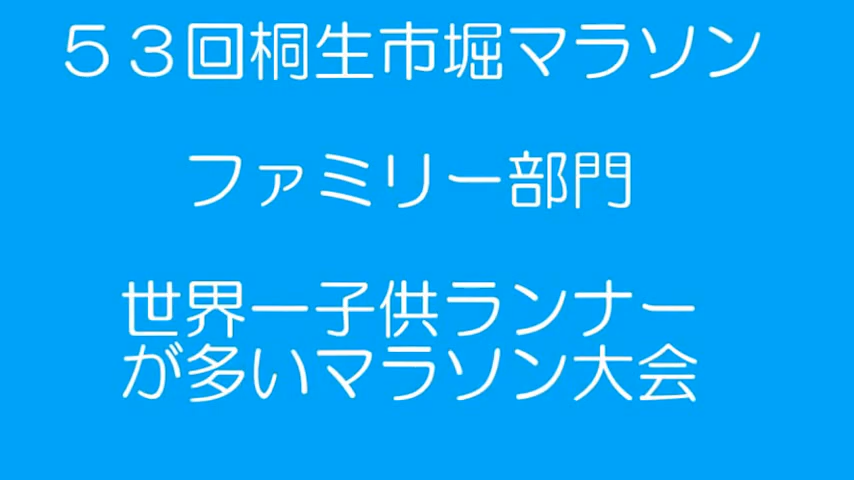 ５３回桐生市堀マラソン
ファミリー部門
世界一子供ランナー
が多いマラソン大会